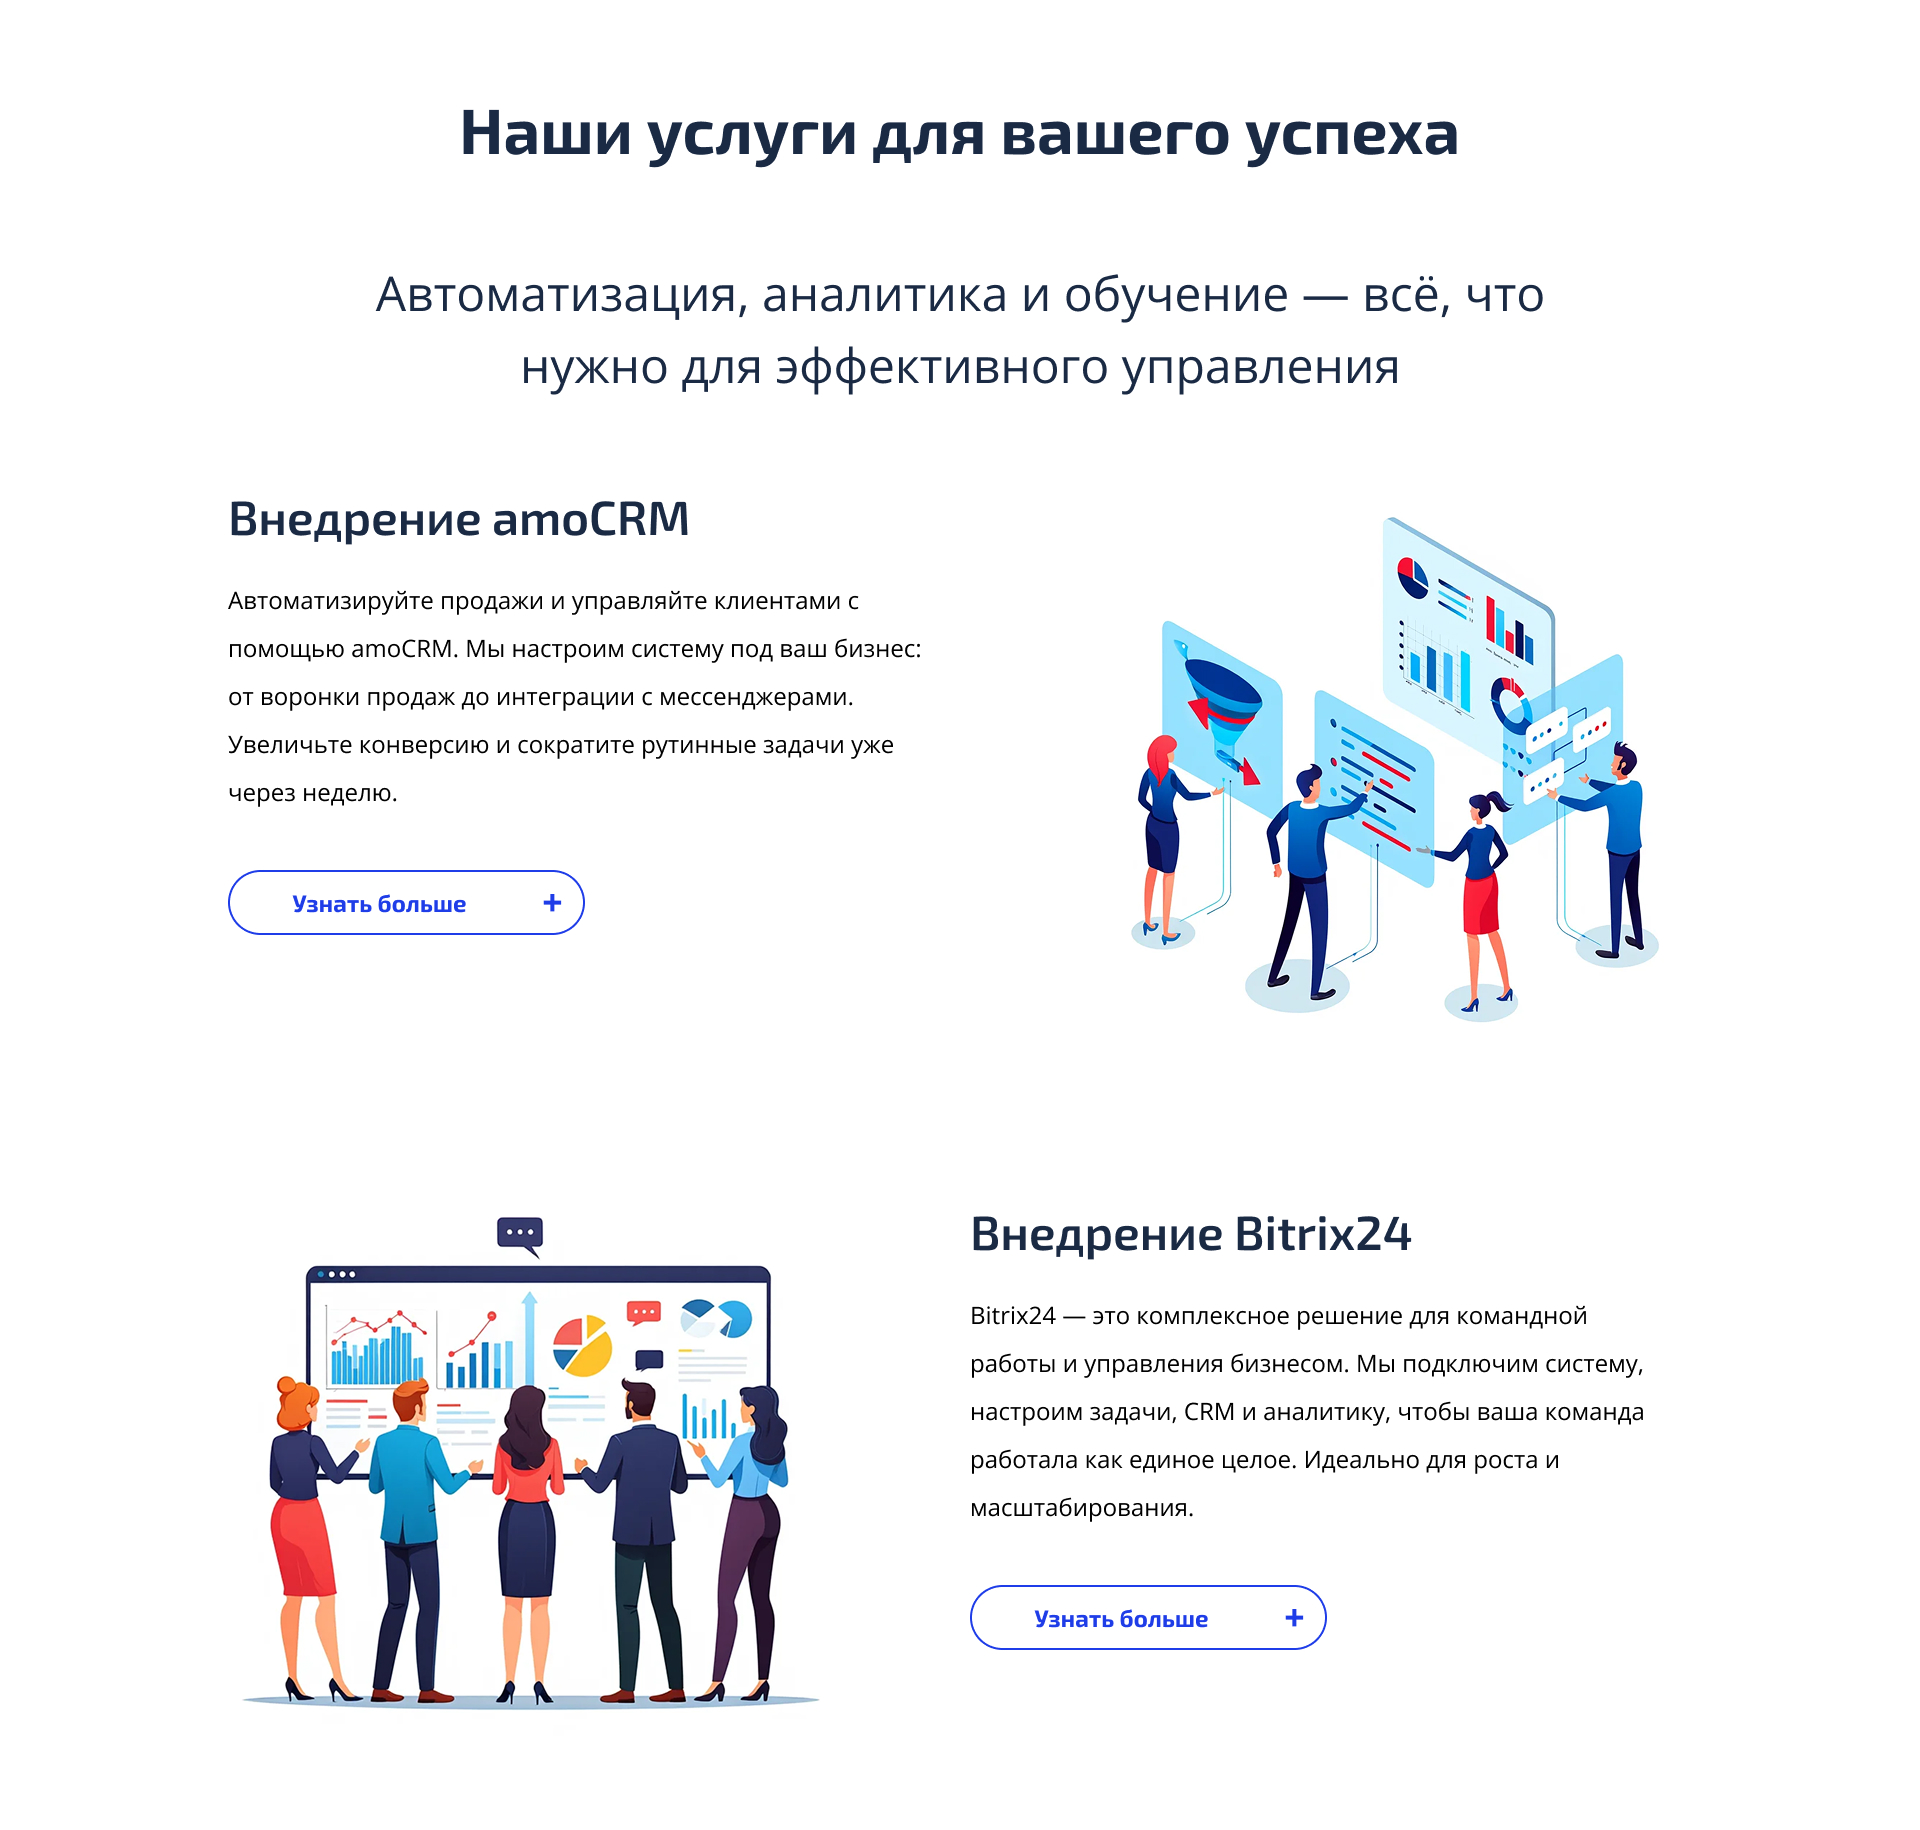 Наши услуги для вашего успеха
Автоматизация, аналитика и обучение — всё, что
нужно для эффективного управления
Внедрение amoCRM
Автоматизируйте продажи и управляйте клиентами с
помощью amoCRM. Мы настроим систему под ваш бизнес:
от воронки продаж до интеграции с мессенджерами.
Увеличьте конверсию и сократите рутинные задачи уже
через неделю.
Узнать больше +
Внедрение Bitrix24
Bitrix24 — это комплексное решение для командной
работы и управления бизнесом. Мы подключим систему,
настроим задачи, CRM и аналитику, чтобы ваша команда
работала как единое целое. Идеально для роста и
масштабирования.
Узнать больше +